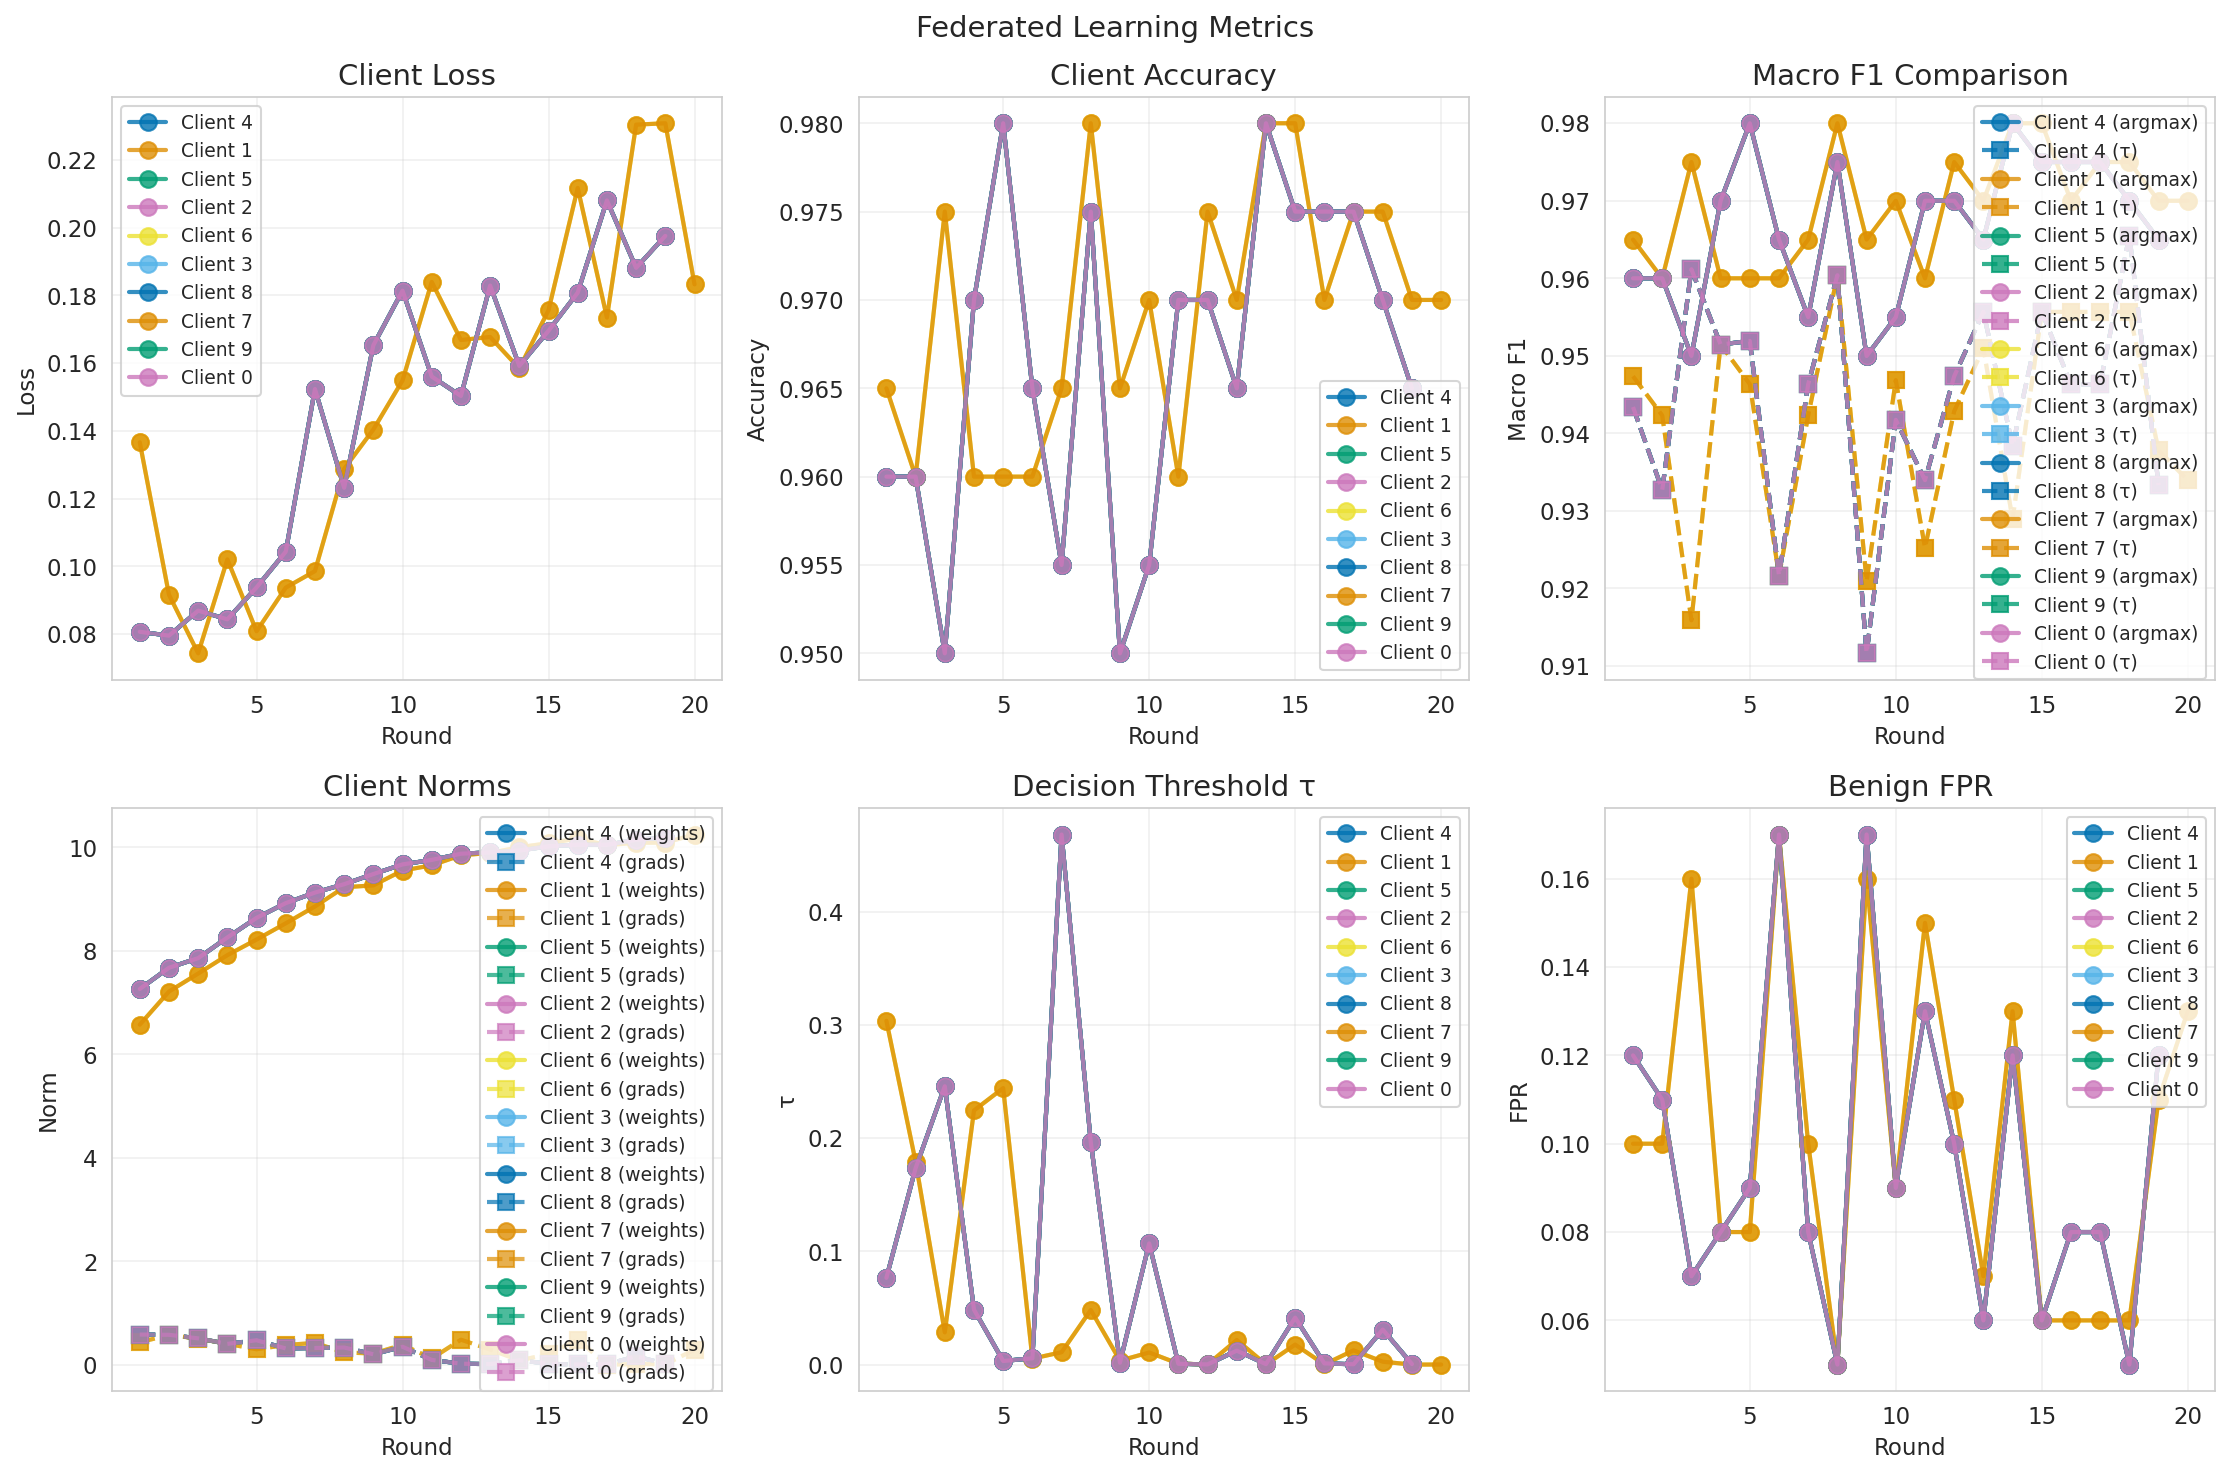 Federated Learning Metrics
Client Loss
Loss
0.22
0.20
0.18
0.16
0.14
0.12
0.10
0.08
5
10
15
20
Round
Client 4
Client 1
Client 5
Client 2
Client 6
Client 3
Client 8
Client 7
Client 9
Client 0
Client Accuracy
Accuracy
0.980
0.975
0.970
0.965
0.960
0.955
0.950
5
10
15
20
Round
Client 4
Client 1
Client 5
Client 2
Client 6
Client 3
Client 8
Client 7
Client 9
Client 0
Macro F1 Comparison
Macro F1
0.98
0.97
0.96
0.95
0.94
0.93
0.92
0.91
5
10
15
20
Round
Client 4 (argmax)
Client 4 (τ)
Client 1 (argmax)
Client 1 (τ)
Client 5 (argmax)
Client 5 (τ)
Client 2 (argmax)
Client 2 (τ)
Client 6 (argmax)
Client 6 (τ)
Client 3 (argmax)
Client 3 (τ)
Client 8 (argmax)
Client 8 (τ)
Client 7 (argmax)
Client 7 (τ)
Client 9 (argmax)
Client 9 (τ)
Client 0 (argmax)
Client 0 (τ)
Client Norms
Norm
10
8
6
4
2
0
5
10
15
20
Round
Client 4 (weights)
Client 4 (grads)
Client 1 (weights)
Client 1 (grads)
Client 5 (weights)
Client 5 (grads)
Client 2 (weights)
Client 2 (grads)
Client 6 (weights)
Client 6 (grads)
Client 3 (weights)
Client 3 (grads)
Client 8 (weights)
Client 8 (grads)
Client 7 (weights)
Client 7 (grads)
Client 9 (weights)
Client 9 (grads)
Client 0 (weights)
Client 0 (grads)
Decision Threshold τ
τ
0.4
0.3
0.2
0.1
0.0
5
10
15
20
Round
Client 4
Client 1
Client 5
Client 2
Client 6
Client 3
Client 8
Client 7
Client 9
Client 0
Benign FPR
FPR
0.16
0.14
0.12
0.10
0.08
0.06
5
10
15
20
Round
Client 4
Client 1
Client 5
Client 2
Client 6
Client 3
Client 8
Client 7
Client 9
Client 0